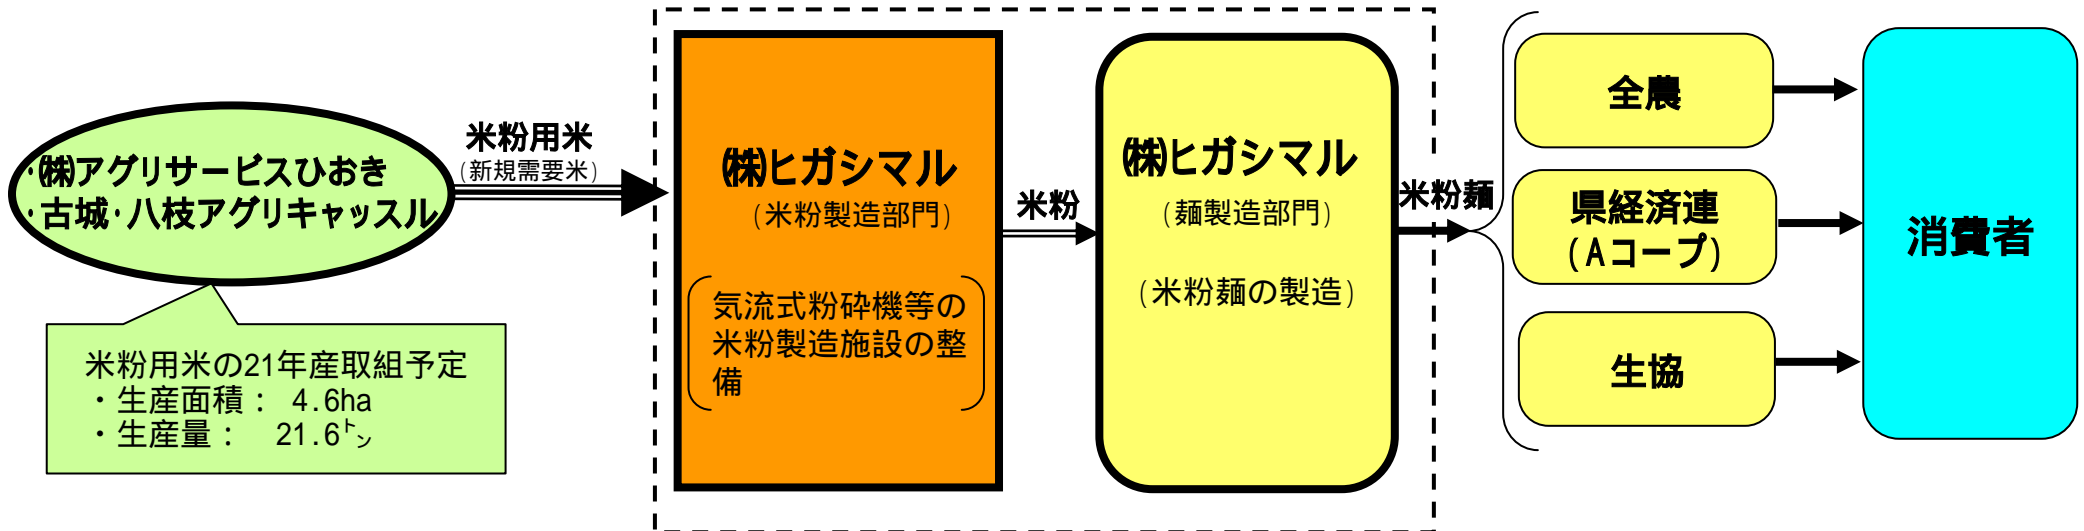 ・㈱アグリサービスひおき
・古城・八枝アグリキャッスル
米粉用米の21年産取組予定
・生産面積： 4.6ha
・生産量： 21.6㌧
米粉用米
(新規需要米)
㈱ヒガシマル
(米粉製造部門)
気流式粉砕機等の
米粉製造施設の整
備
米粉
㈱ヒガシマル
(麺製造部門)
(米粉麺の製造)
米粉麺
全農
県経済連
(Aコープ)
生協
消費者